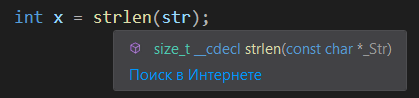 int x = strlen(str);
size_t __cdecl strlen(const char *_Str)
Поиск в Интернете